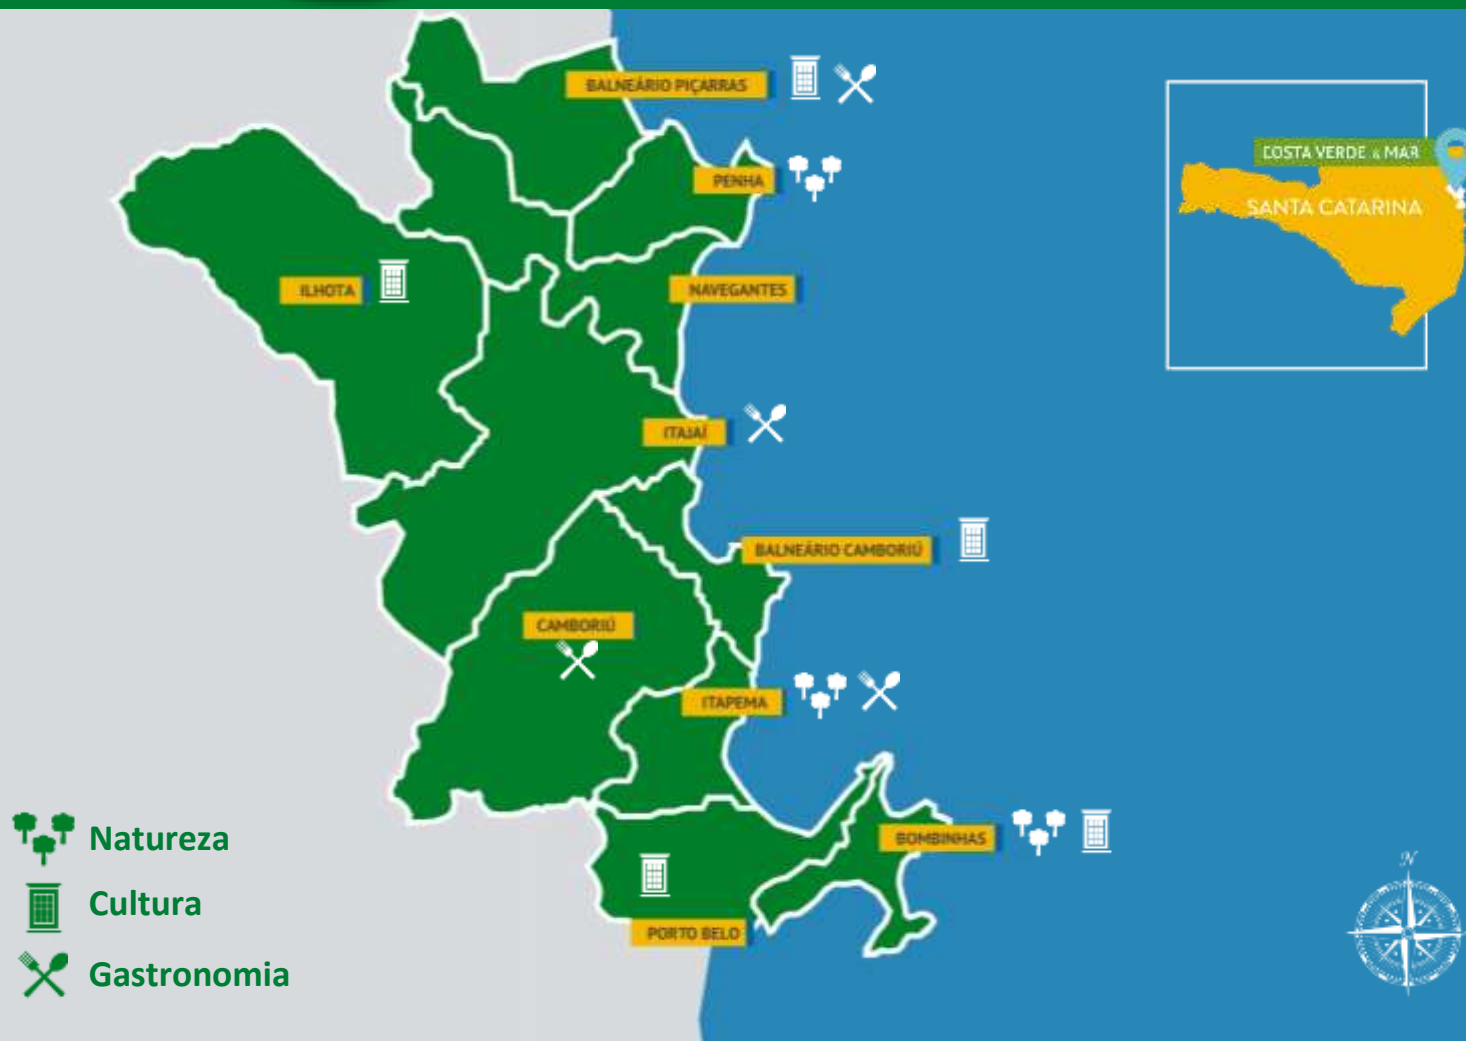 BALNEÁRIO PIÇARRAS
COSTA VERDE & MAR
PENHA
SANTA CATARINA
ILHOTA
NAVEGANTES
ITAJAÍ
BALNEÁRIO CAMBORIÚ
CAMBORIÚ
ITAPEMA
BOMBINHAS
PORTO BELO
Natureza
Cultura
Gastronomia
N